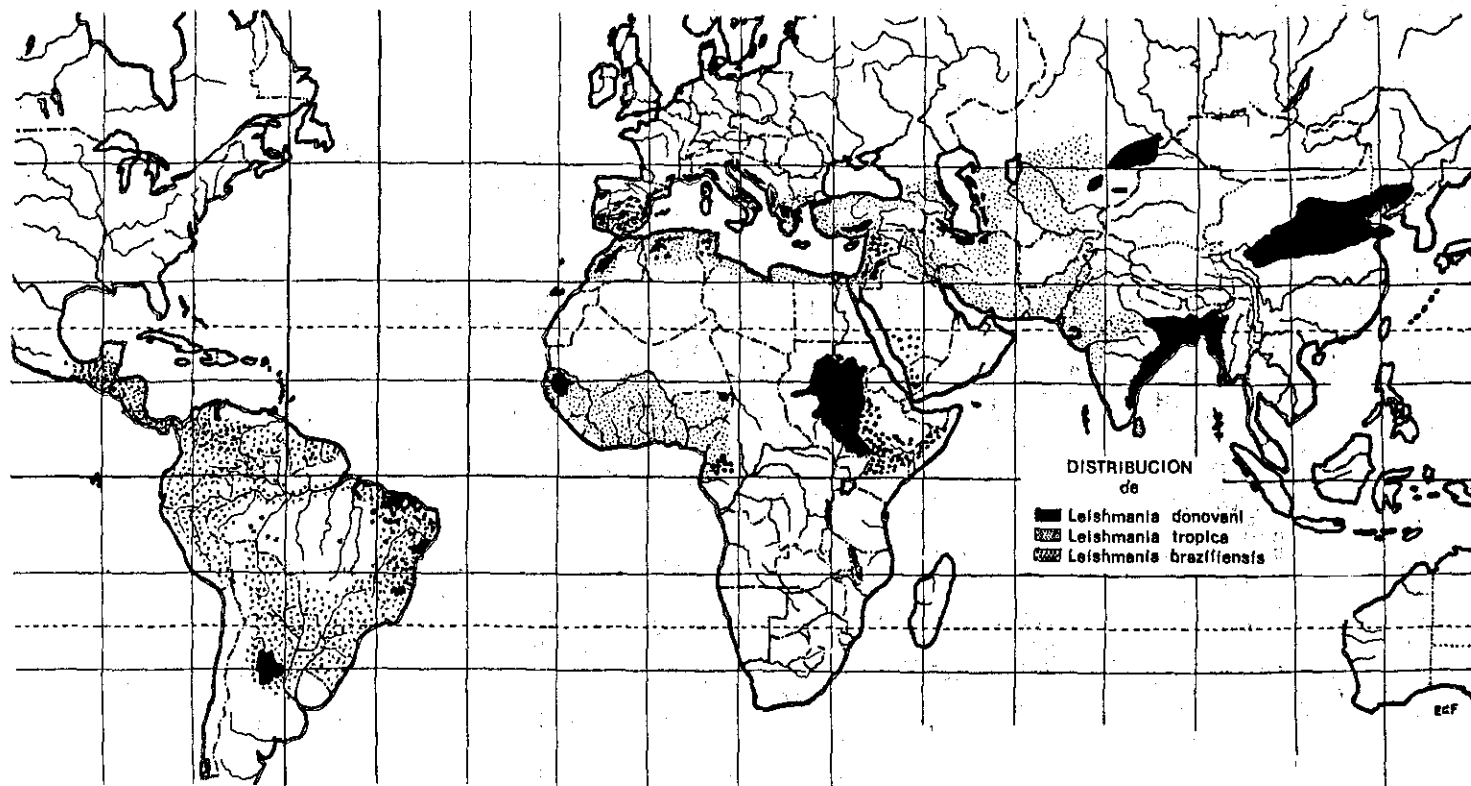 DISTRIBUCION
de
Leishmania donovani
Leishmania tropica
Leishmania braziliensis
ECF